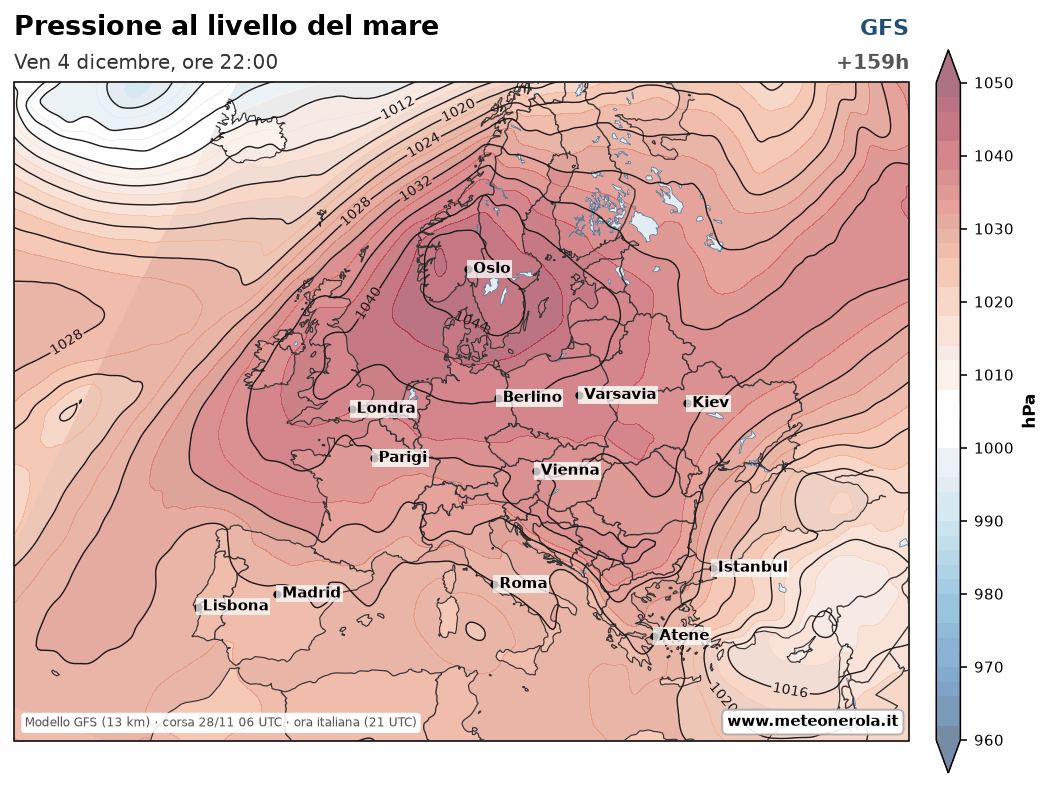 Pressione al livello del mare
GFS
Ven 4 dicembre, ore 22:00
+159h
1012
1020
1024
1032
1028
1040
1044
1028
1016
1020
Oslo
Londra
Berlino
Varsavia
Kiev
Parigi
Vienna
Istanbul
Roma
Madrid
Lisbona
Atene
Modello GFS (13 km) · corsa 28/11 06 UTC · ora italiana (21 UTC)
www.meteonerola.it
1050
1040
1030
1020
1010
1000
990
980
970
960
hPa